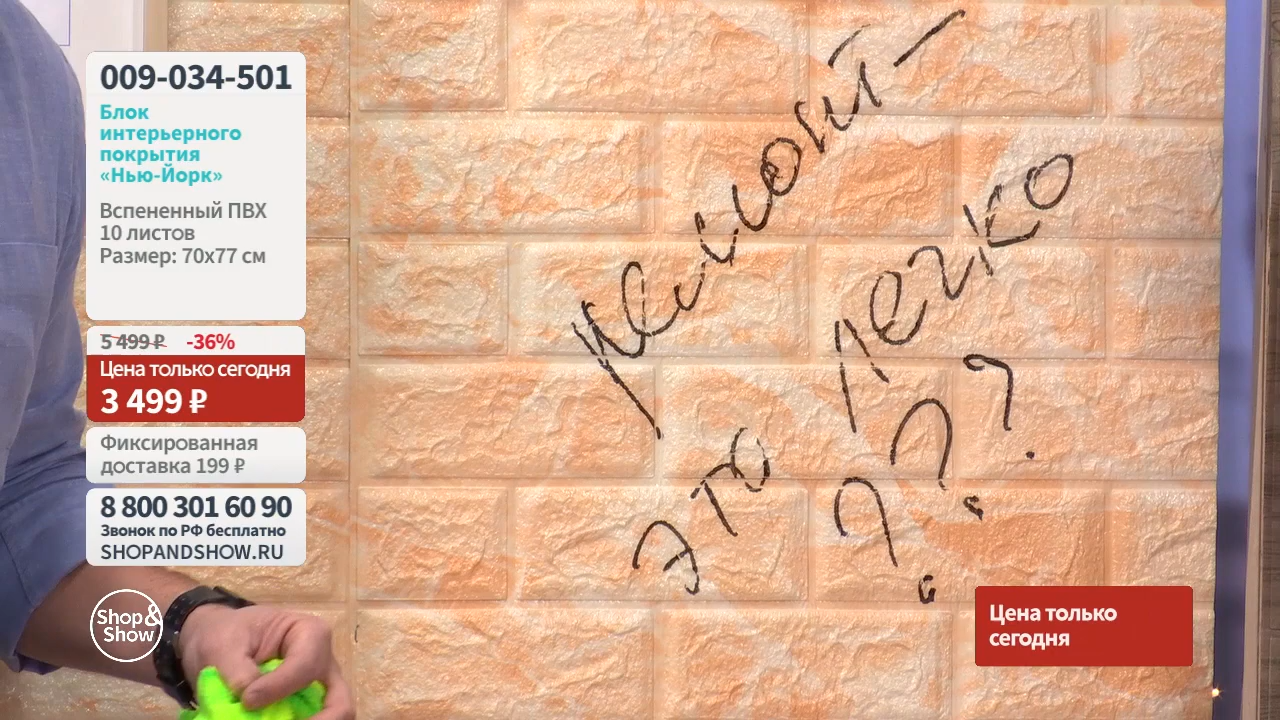 009-034-501
Блок
интерьерного
покрытия
«Нью-Йорк»
Вспененный ПВХ
10 листов
Размер: 70x77 см
5 499 ₽ -36%
Цена только сегодня
3 499 ₽
Фиксированная
доставка 199 ₽
8 800 301 60 90
Звонок по РФ бесплатно
SHOPANDSHOW.RU
Shop&
Show
это легко
???
Цена только
сегодня